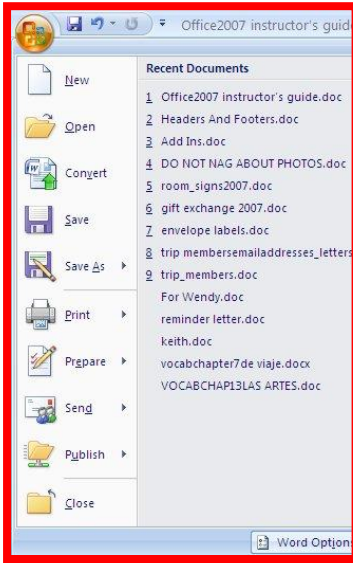 Office2007 instructor's guid
New
Open
Convert
Save
Save As
Print
Prepare
Send
Publish
Close
Recent Documents
1 Office2007 instructor's guide.doc
2 Headers And Footers.doc
3 Add Ins.doc
4 DO NOT NAG ABOUT PHOTOS.doc
5 room_signs2007.doc
6 gift exchange 2007.doc
7 envelope labels.doc
8 trip membersemailaddresses_letters
9 trip_members.doc
For Wendy.doc
reminder letter.doc
keith.doc
vocabchapter7de viaje.docx
VOCABCHAP13LAS ARTES.doc
Word Options